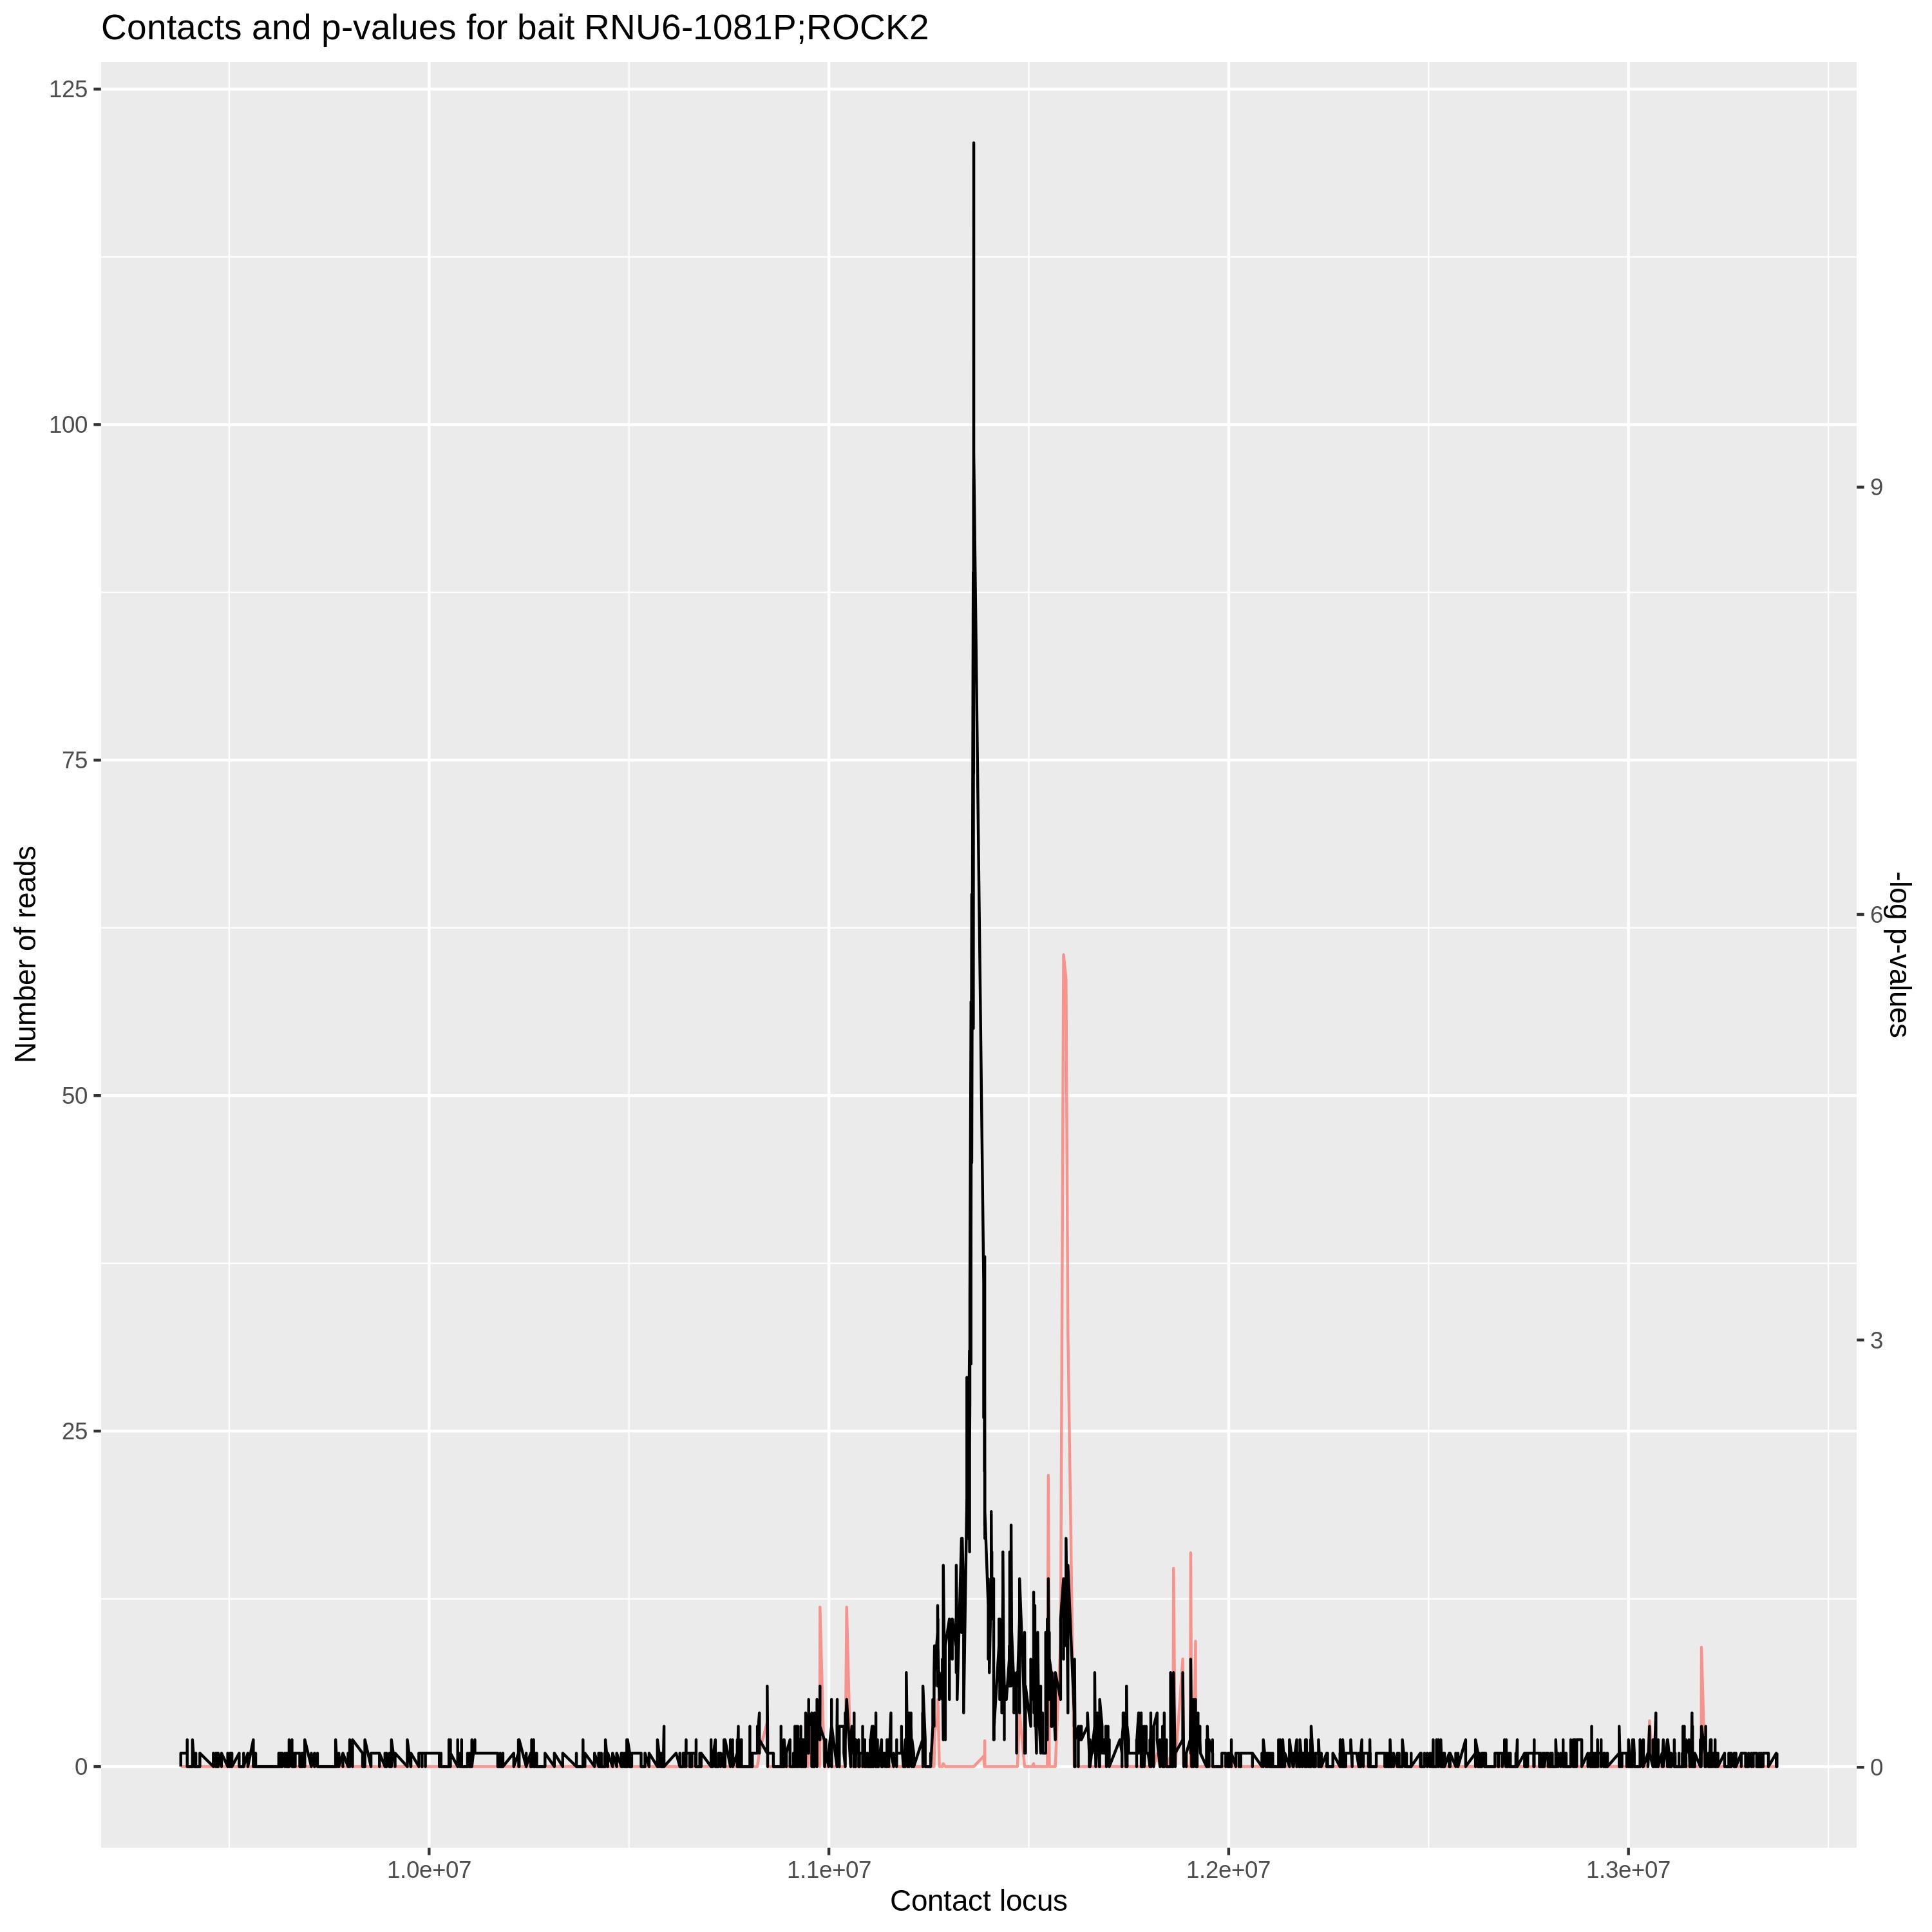 Contacts and p-values for bait RNU6-1081P;ROCK2
125
100
75
50
25
0
Number of reads
9
6
3
0
-log p-values
1.0e+07
1.1e+07
1.2e+07
1.3e+07
Contact locus